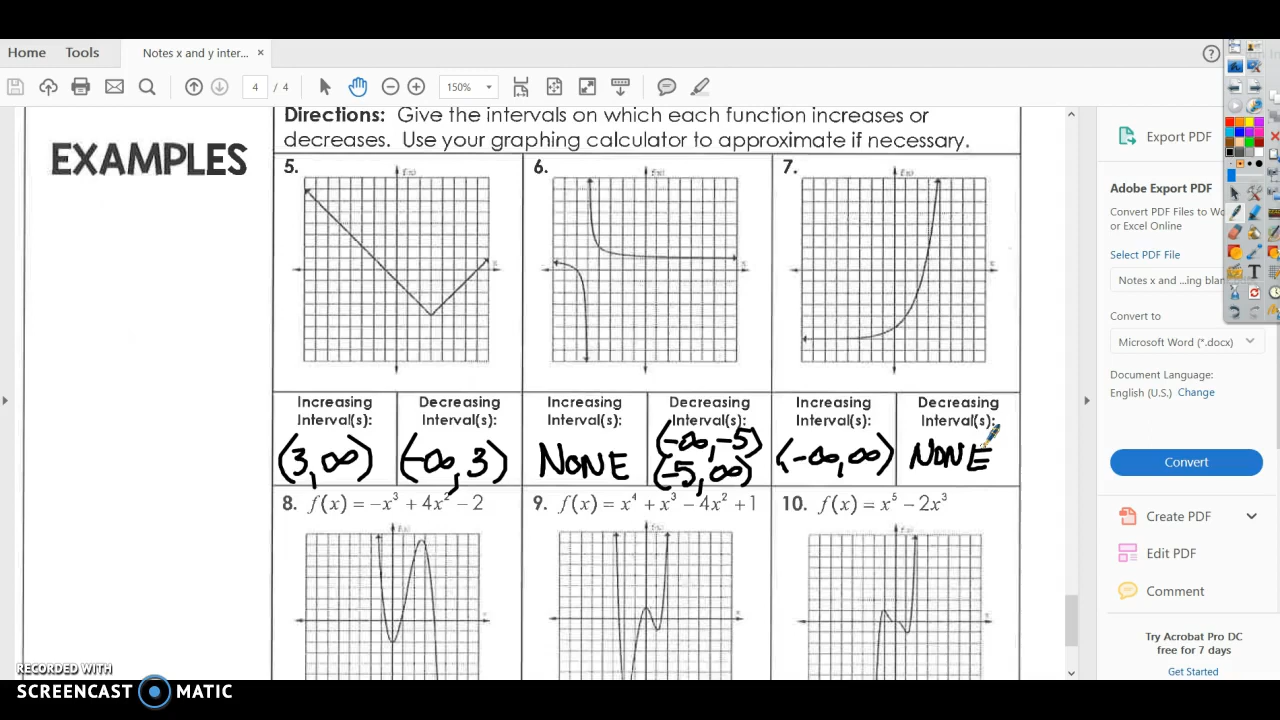 Home Tools Notes x and y inter... ×
4 / 4 150%
Directions: Give the intervals on which each function increases or
decreases. Use your graphing calculator to approximate if necessary.
EXAMPLES
5. 6. 7.
f(x) f(x) f(x)
x x x
Increasing Interval(s): Decreasing Interval(s): Increasing Interval(s): Decreasing Interval(s): Increasing Interval(s): Decreasing Interval(s):
(3, ∞) (-∞, 3) NONE (-∞, -5) (-5, ∞) (-∞, ∞) NONE
8. f(x) = −x³ + 4x² − 2 9. f(x) = x⁴ + x³ − 4x² + 1 10. f(x) = x⁵ − 2x³
f(x) f(x) f(x)
Export PDF
Adobe Export PDF
Convert PDF Files to Wo
or Excel Online
Select PDF File
Notes x and ...ing blan
Convert to
Microsoft Word (*.docx)
Document Language:
English (U.S.) Change
Convert
Create PDF
Edit PDF
Comment
Try Acrobat Pro DC
free for 7 days
Get Started
RECORDED WITH
SCREENCAST MATIC